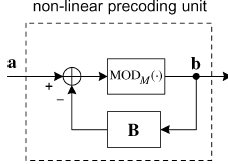 non-linear precoding unit
a
b
+
−
MOD_M(·)
B